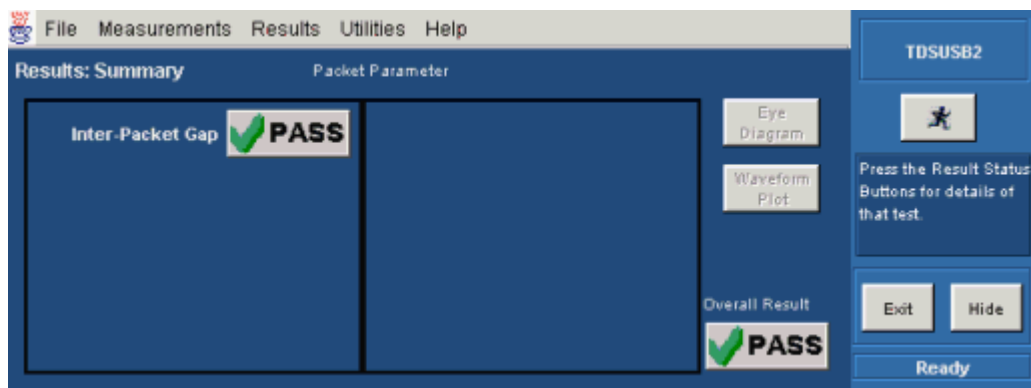 File Measurements Results Utilities Help
Results: Summary Packet Parameter
Inter-Packet Gap PASS
Eye
Diagram
Waveform
Plot
Overall Result
PASS
TDSUSB2
Press the Result Status
Buttons for details of
that test.
Exit Hide
Ready